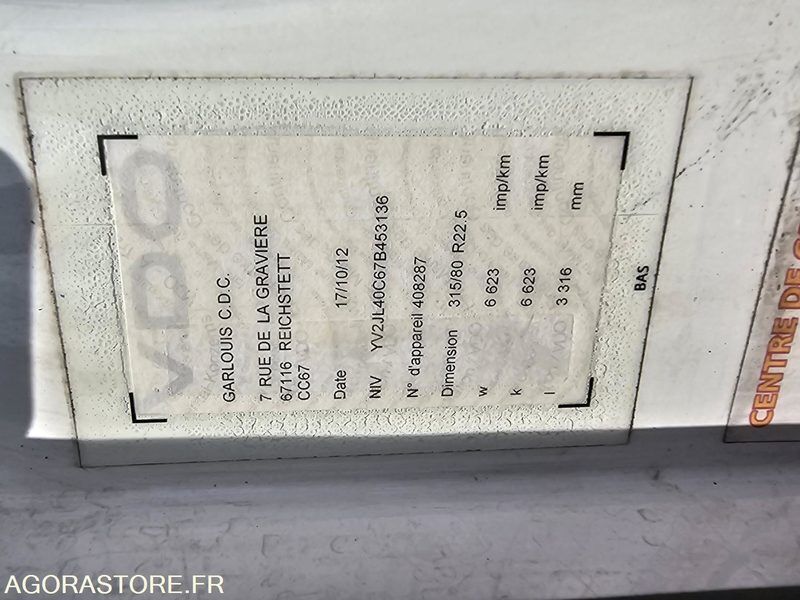 VDO
GARLOUIS C.D.C.
7 RUE DE LA GRAVIERE
67116 REICHSTETT
CC67
Date 17/10/12
NIV YV2JL40C67B453136
N° d'appareil 408287
Dimension 315/80 R22.5
w 6 623 imp/km
k 6 623 imp/km
l 3 316 mm
BAS
CENTRE DE
AGORASTORE.FR